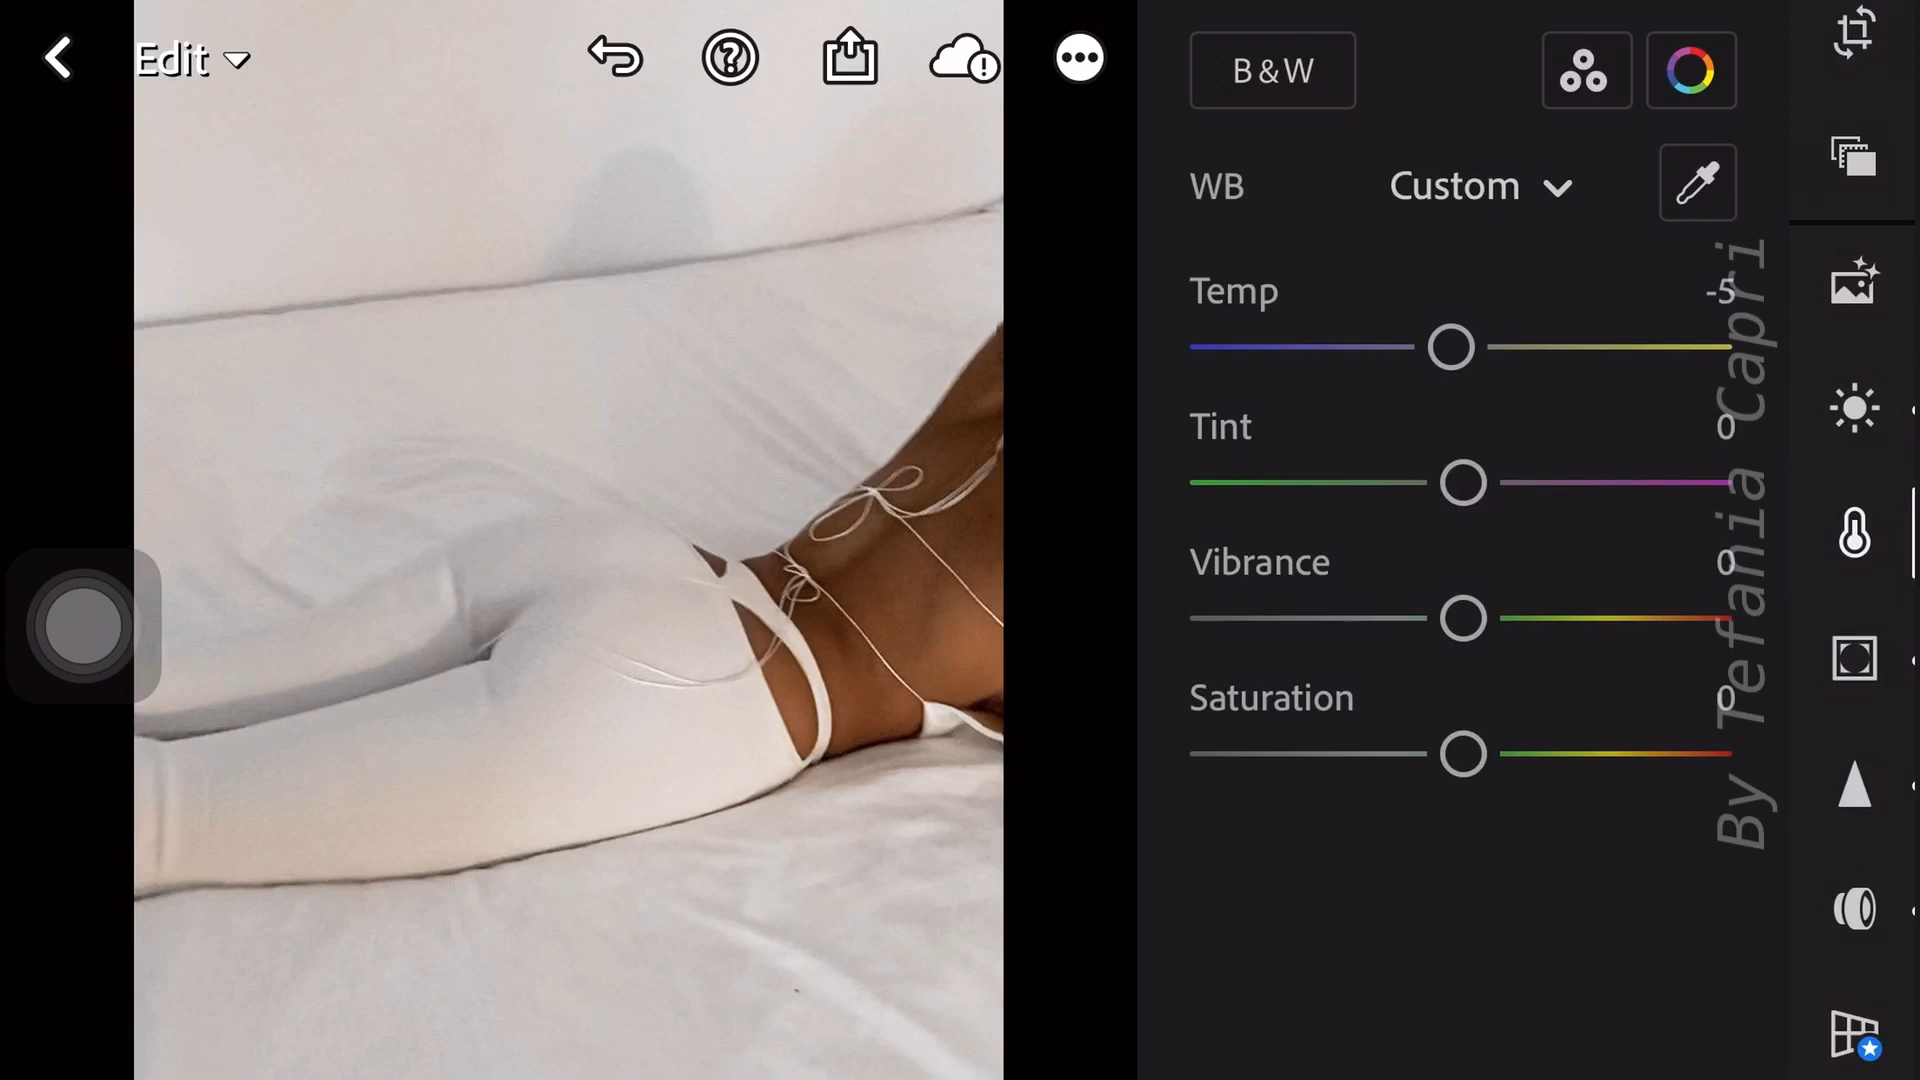 Edit
B&W
WB
Custom
Temp
-5
Tint
0
Vibrance
0
Saturation
0
By Tefania Capri